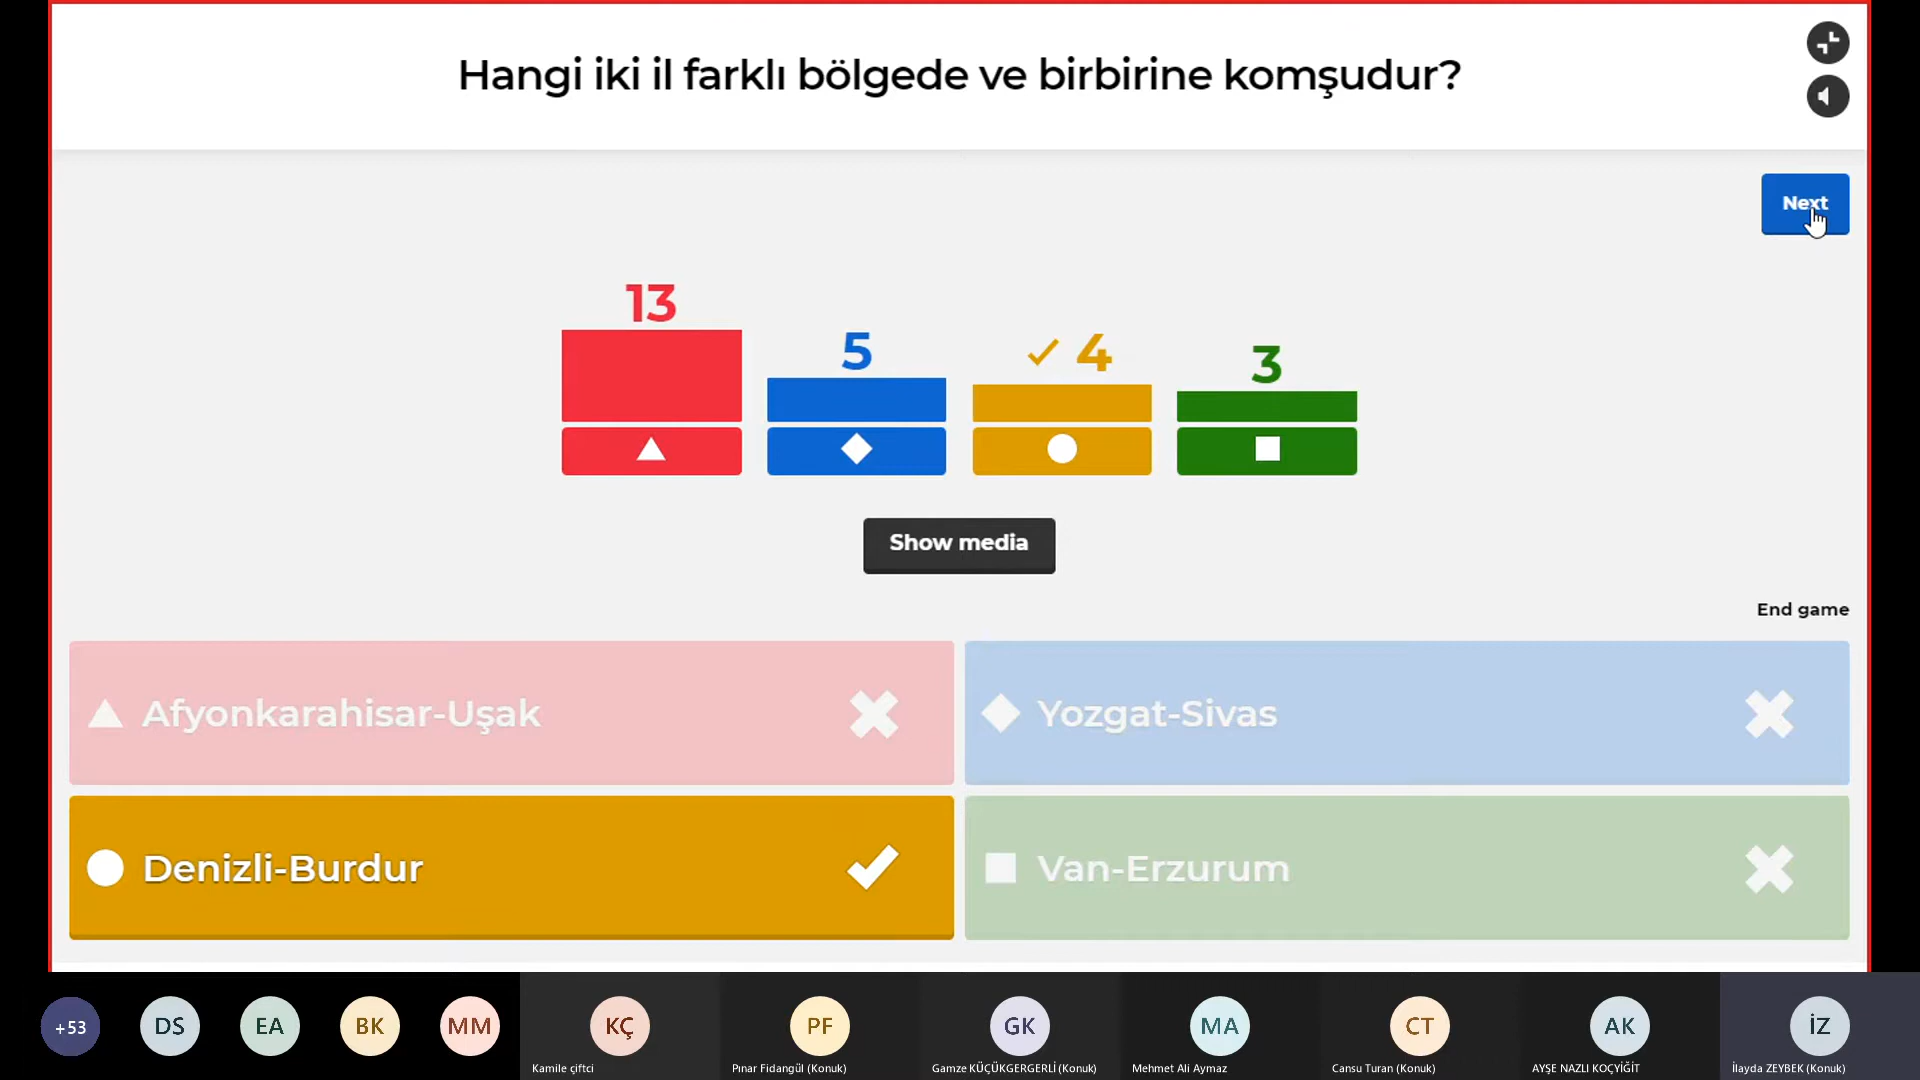 Hangi iki il farklı bölgede ve birbirine komşudur?
Next
13
5
4
3
Show media
End game
Afyonkarahisar-Uşak
Yozgat-Sivas
Denizli-Burdur
Van-Erzurum
+53
DS
EA
BK
MM
KÇ
PF
GK
MA
CT
AK
İZ
Kamile çiftci
Pınar Fidangül (Konuk)
Gamze KÜÇÜKGERGERLİ (Konuk)
Mehmet Ali Aymaz
Cansu Turan (Konuk)
AYŞE NAZLI KOÇYİĞİT
İlayda ZEYBEK (Konuk)